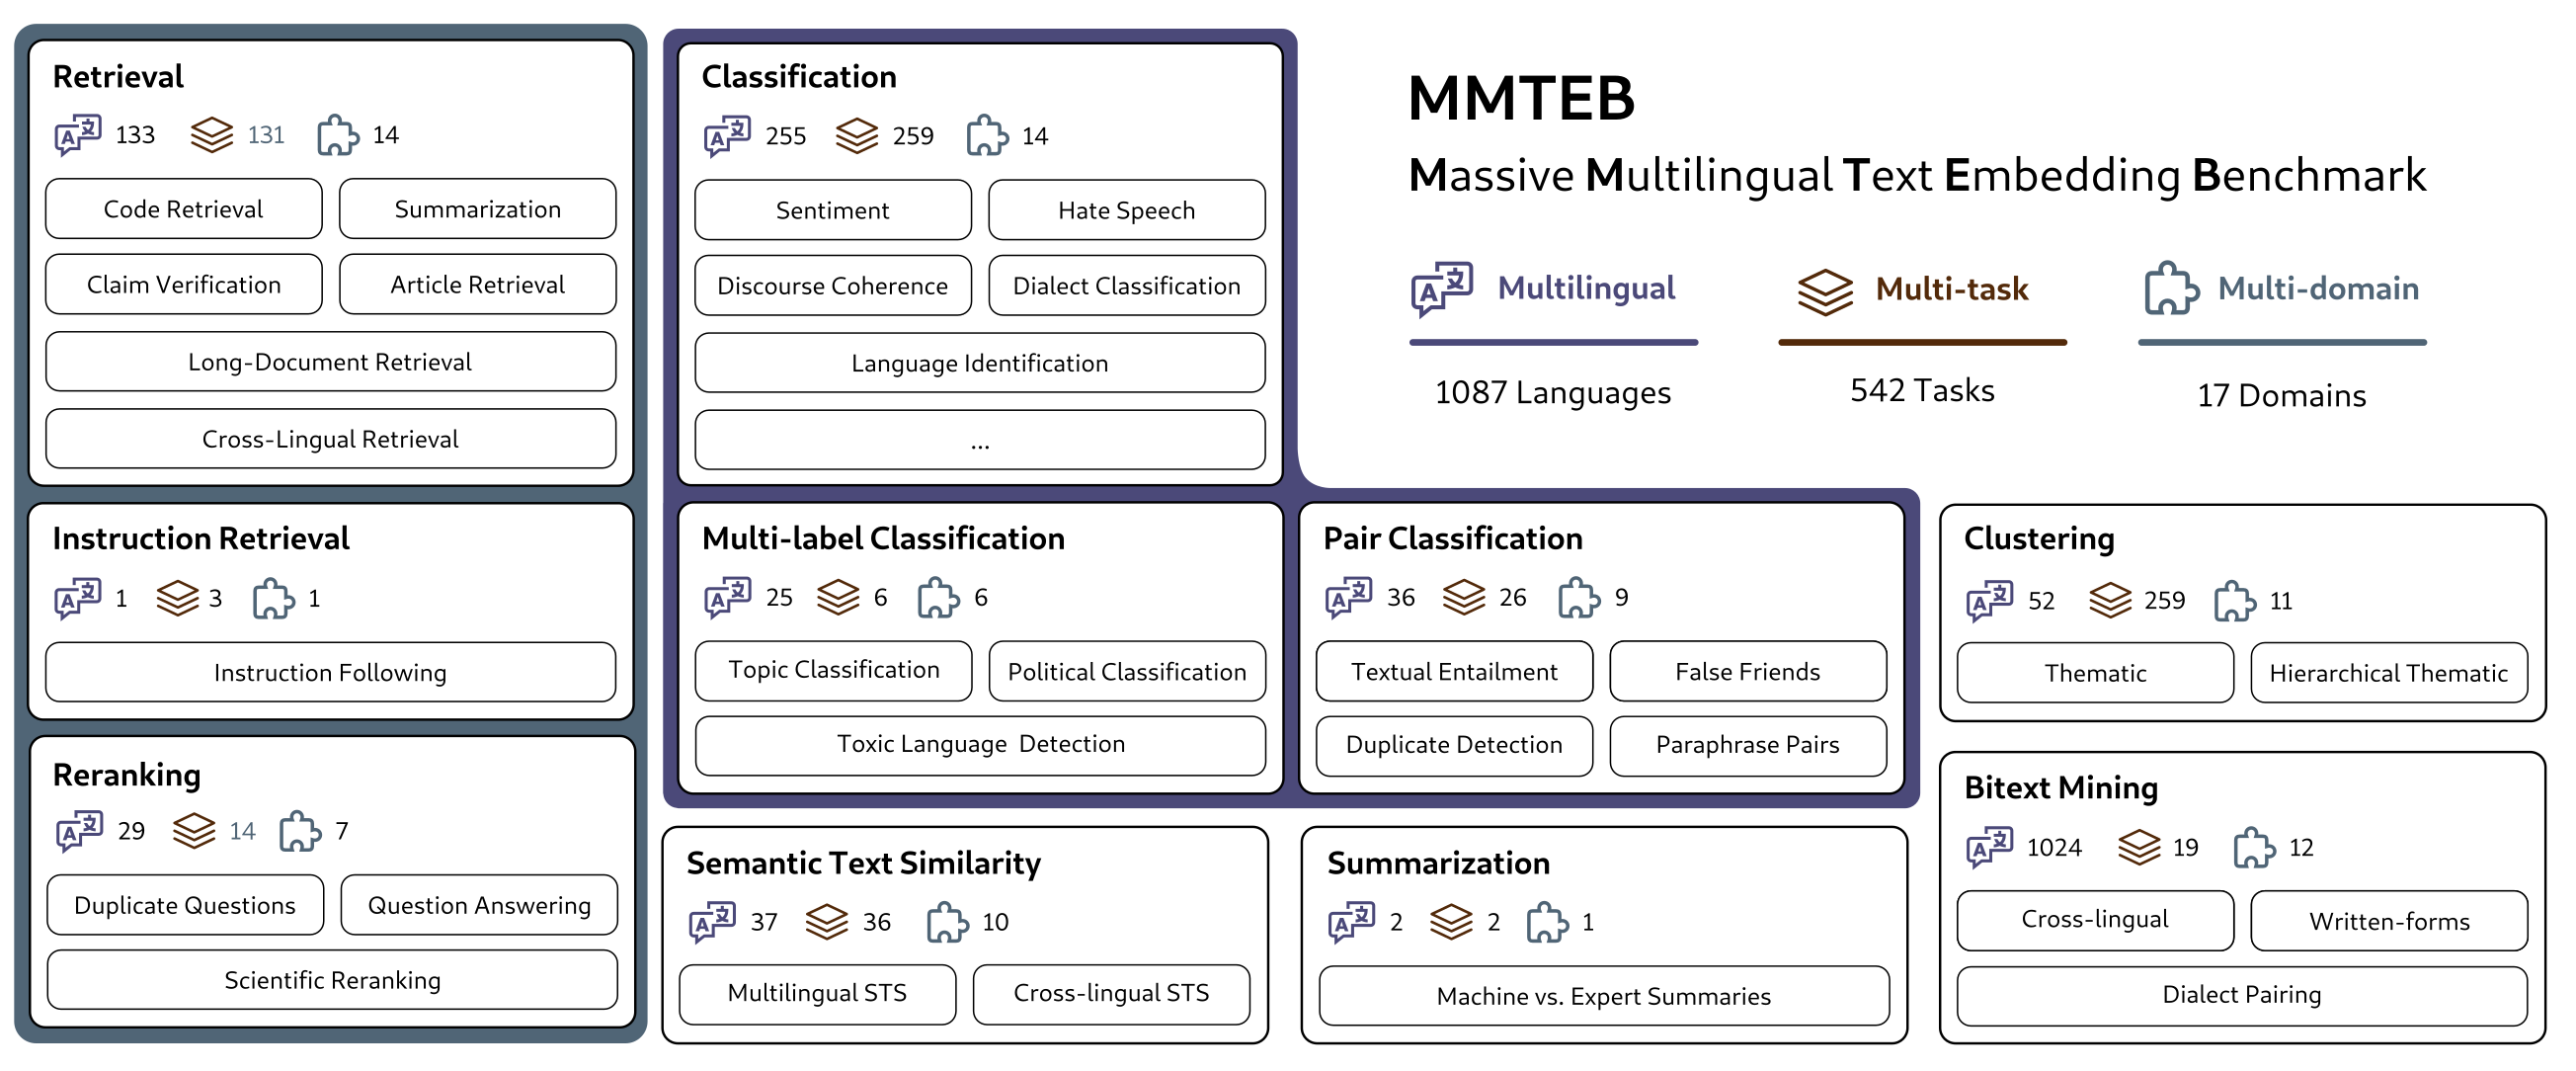 Retrieval
133 131 14
Code Retrieval
Summarization
Claim Verification
Article Retrieval
Long-Document Retrieval
Cross-Lingual Retrieval
Instruction Retrieval
1 3 1
Instruction Following
Reranking
29 14 7
Duplicate Questions
Question Answering
Scientific Reranking
Classification
255 259 14
Sentiment
Hate Speech
Discourse Coherence
Dialect Classification
Language Identification
...
Multi-label Classification
25 6 6
Topic Classification
Political Classification
Toxic Language Detection
Pair Classification
36 26 9
Textual Entailment
False Friends
Duplicate Detection
Paraphrase Pairs
Semantic Text Similarity
37 36 10
Multilingual STS
Cross-lingual STS
Summarization
2 2 1
Machine vs. Expert Summaries
MMTEB
Massive Multilingual Text Embedding Benchmark
Multilingual
1087 Languages
Multi-task
542 Tasks
Multi-domain
17 Domains
Clustering
52 259 11
Thematic
Hierarchical Thematic
Bitext Mining
1024 19 12
Cross-lingual
Written-forms
Dialect Pairing